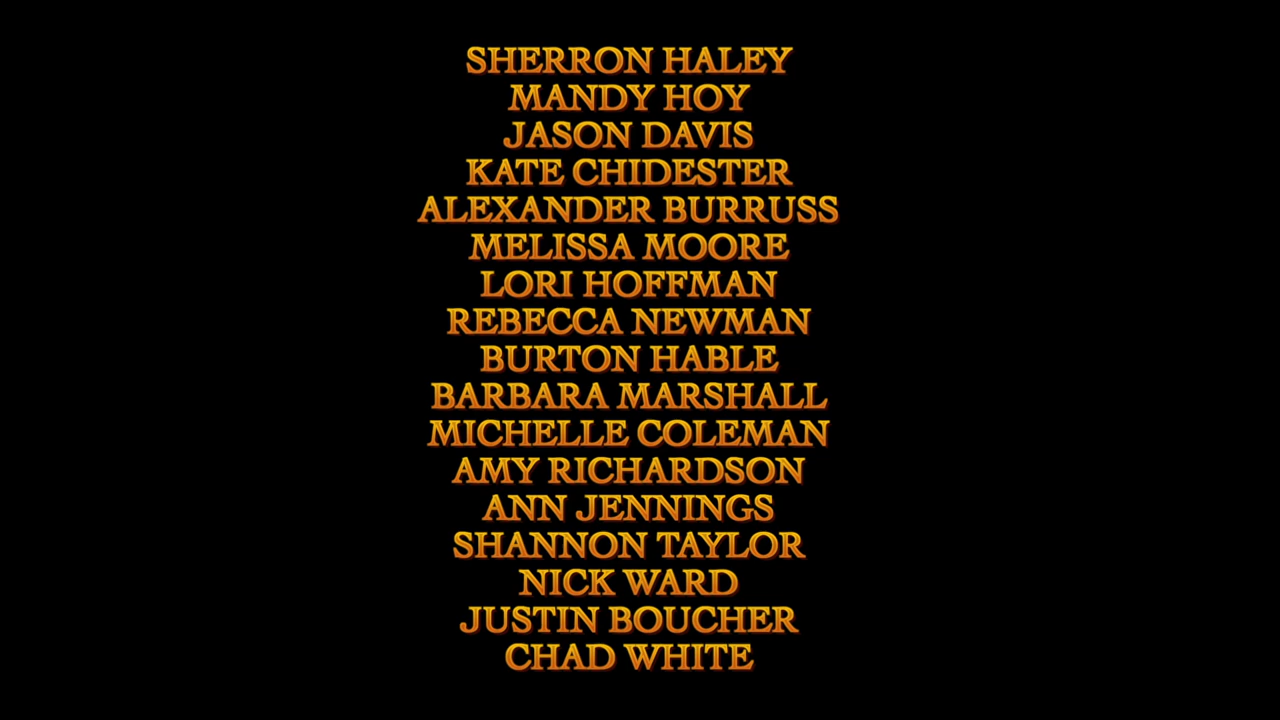 SHERRON HALEY
MANDY HOY
JASON DAVIS
KATE CHIDESTER
ALEXANDER BURRUSS
MELISSA MOORE
LORI HOFFMAN
REBECCA NEWMAN
BURTON HABLE
BARBARA MARSHALL
MICHELLE COLEMAN
AMY RICHARDSON
ANN JENNINGS
SHANNON TAYLOR
NICK WARD
JUSTIN BOUCHER
CHAD WHITE